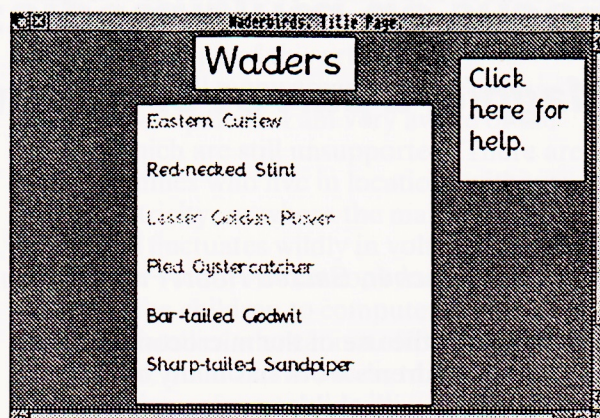 Waderbirds, Title Page.
Waders
Click
here for
help.
Eastern Curlew
Red-necked Stint
Lesser Golden Plover
Pied Oystercatcher
Bar-tailed Godwit
Sharp-tailed Sandpiper